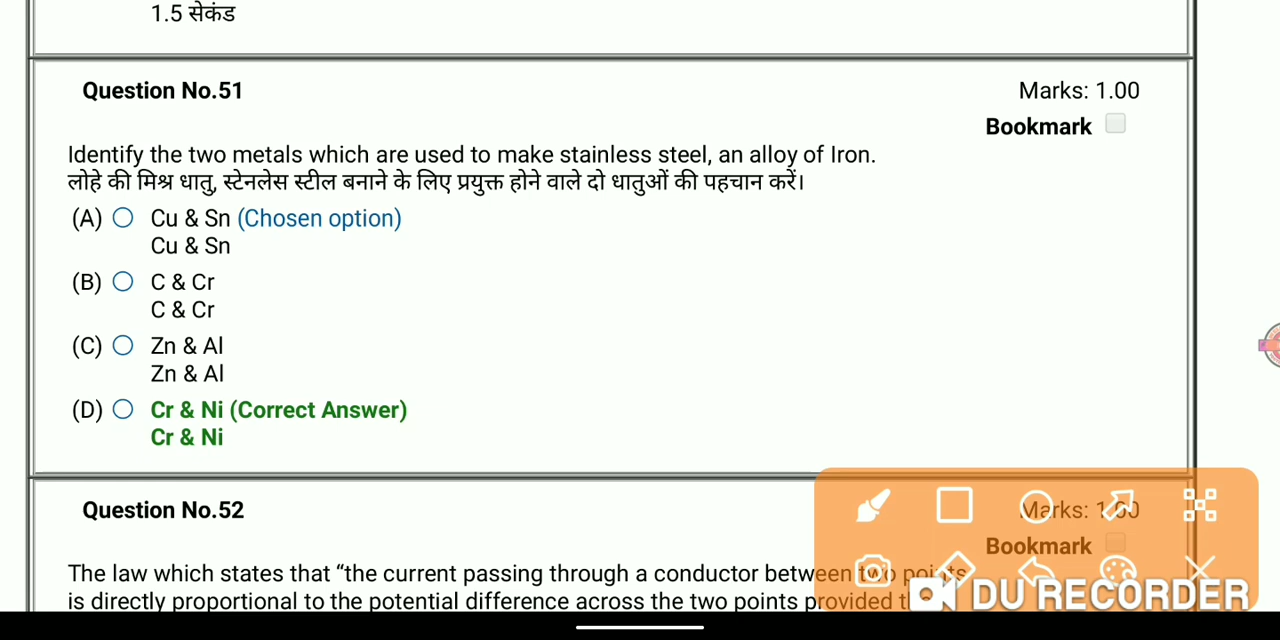 1.5 सेकंड
Question No.51
Marks: 1.00
Bookmark
Identify the two metals which are used to make stainless steel, an alloy of Iron.
लोहे की मिश्र धातु, स्टेनलेस स्टील बनाने के लिए प्रयुक्त होने वाले दो धातुओं की पहचान करें।
(A) Cu & Sn (Chosen option)
Cu & Sn
(B) C & Cr
C & Cr
(C) Zn & Al
Zn & Al
(D) Cr & Ni (Correct Answer)
Cr & Ni
Question No.52
Marks: 1.00
Bookmark
The law which states that “the current passing through a conductor between two points
is directly proportional to the potential difference across the two points provided
DU RECORDER